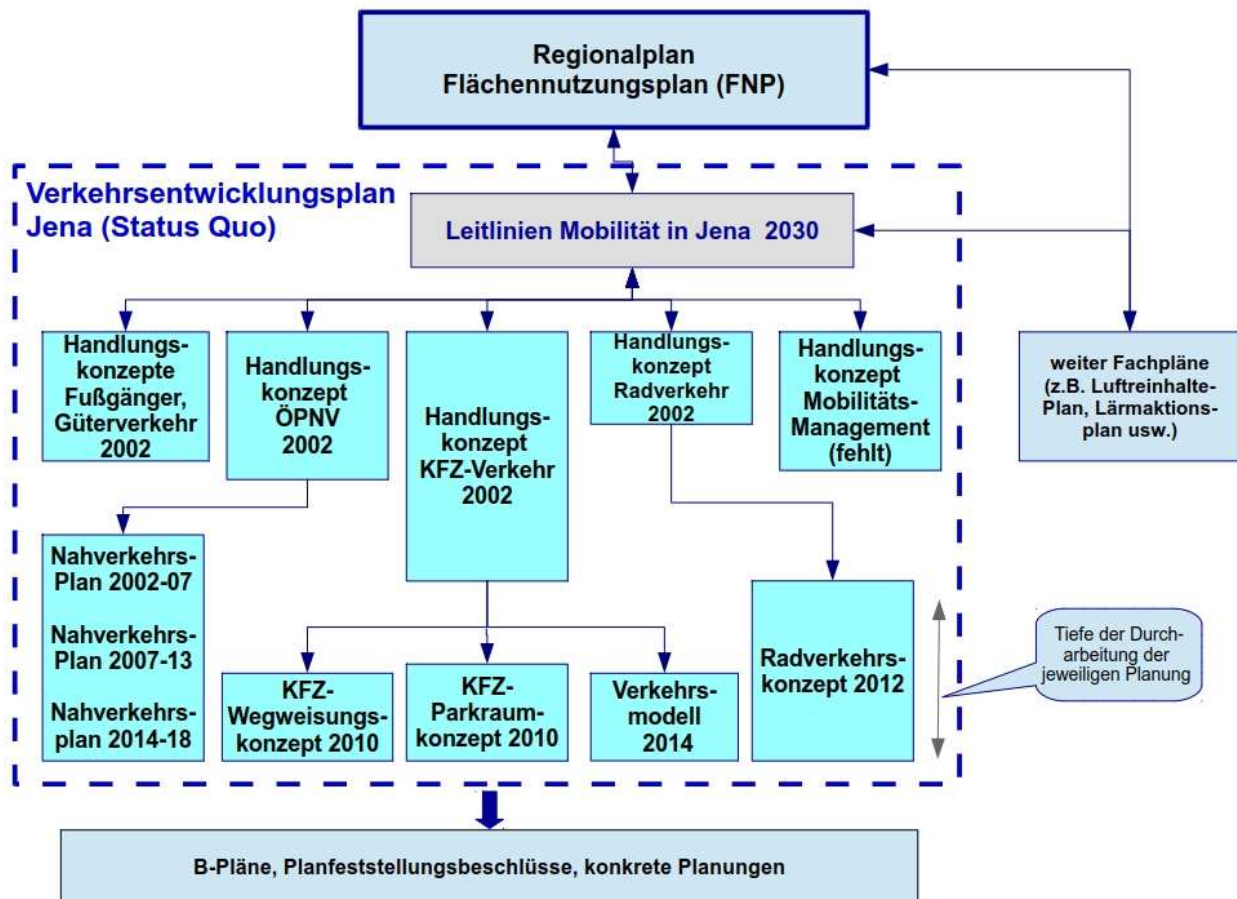 Regionalplan
Flächennutzungsplan (FNP)
Verkehrsentwicklungsplan
Jena (Status Quo)
Leitlinien Mobilität in Jena 2030
Handlungs-
konzepte
Fußgänger,
Güterverkehr
2002
Handlungs-
konzept
ÖPNV
2002
Handlungs-
konzept
KFZ-Verkehr
2002
Handlungs-
konzept
Radverkehr
2002
Handlungs-
konzept
Mobilitäts-
Management
(fehlt)
weiter Fachpläne
(z.B. Luftreinhalte-
Plan, Lärmaktions-
plan usw.)
Nahverkehrs-
Plan 2002-07
Nahverkehrs-
Plan 2007-13
Nahverkehrs-
plan 2014-18
KFZ-
Wegweisungs-
konzept 2010
KFZ-
Parkraum-
konzept 2010
Verkehrs-
modell
2014
Radverkehrs-
konzept 2012
Tiefe der Durch-
arbeitung der
jeweiligen Planung
B-Pläne, Planfeststellungsbeschlüsse, konkrete Planungen